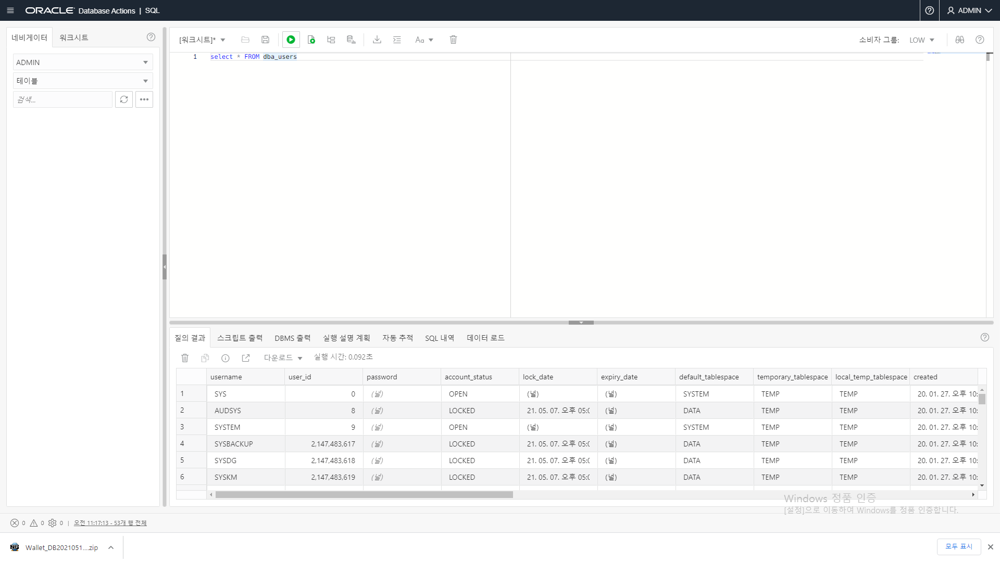 ORACLE Database Actions | SQL
ADMIN
네비게이터 워크시트
ADMIN
테이블
검색...
[워크시트]*
Aa
소비자 그룹: LOW
1 select * FROM dba_users
질의 결과 스크립트 출력 DBMS 출력 실행 설명 계획 자동 추적 SQL 내역 데이터 로드
다운로드 실행 시간: 0.092초
username user_id password account_status lock_date expiry_date default_tablespace temporary_tablespace local_temp_tablespace created
1 SYS 0 (널) OPEN (널) (널) SYSTEM TEMP TEMP 20. 01. 27. 오후 10:
2 AUDSYS 8 (널) LOCKED 21. 05. 07. 오후 05:0 (널) DATA TEMP TEMP 20. 01. 27. 오후 10:
3 SYSTEM 9 (널) OPEN (널) (널) SYSTEM TEMP TEMP 20. 01. 27. 오후 10:
4 SYSBACKUP 2,147,483,617 (널) LOCKED 21. 05. 07. 오후 05:0 (널) DATA TEMP TEMP 20. 01. 27. 오후 10:
5 SYSDG 2,147,483,618 (널) LOCKED 21. 05. 07. 오후 05:0 (널) DATA TEMP TEMP 20. 01. 27. 오후 10:
6 SYSKM 2,147,483,619 (널) LOCKED 21. 05. 07. 오후 05:0 (널) DATA TEMP TEMP 20. 01. 27. 오후 10:
Windows 정품 인증
[설정]으로 이동하여 Windows를 정품 인증합니다.
0 0 0 | 오전 11:17:13 - 53개 행 전체
ZIP Wallet_DB2021051....zip
모두 표시